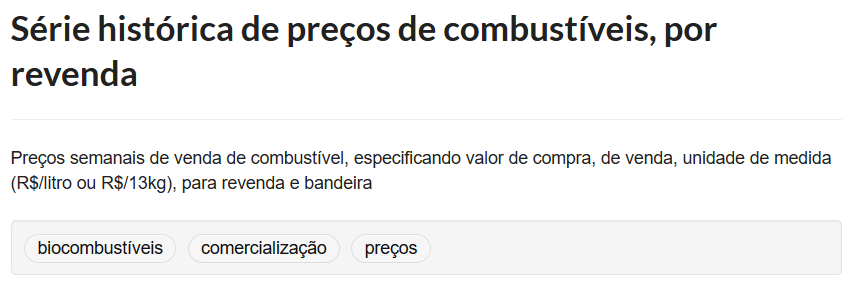 Série histórica de preços de combustíveis, por
revenda
Preços semanais de venda de combustível, especificando valor de compra, de venda, unidade de medida
(R$/litro ou R$/13kg), para revenda e bandeira
biocombustíveis comercialização preços